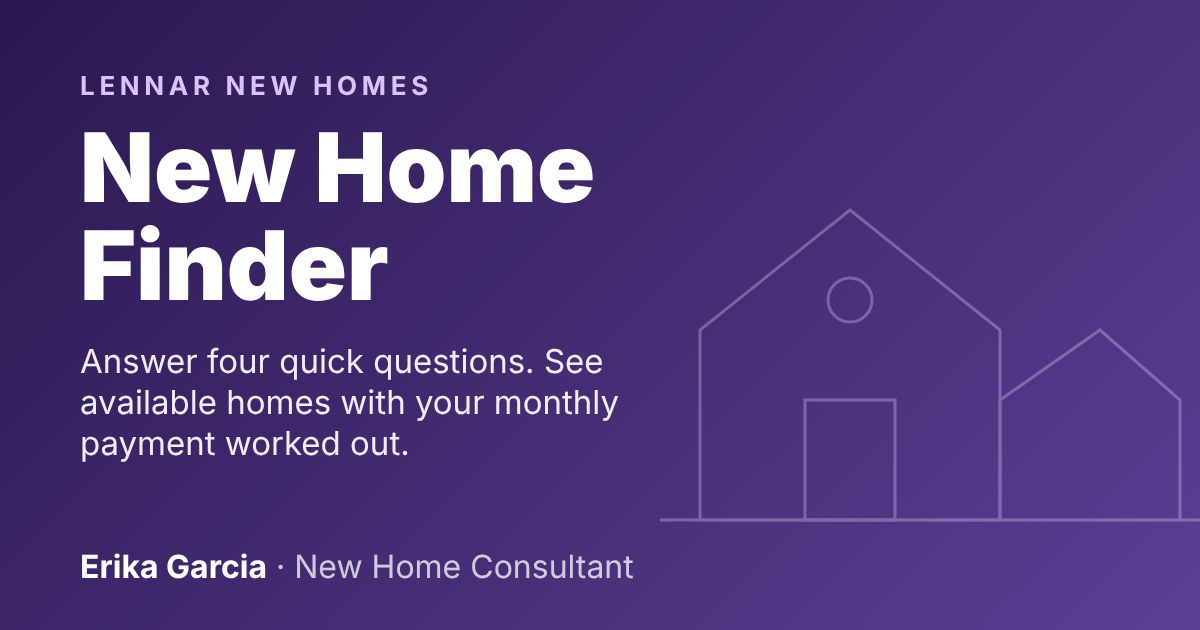 LENNAR NEW HOMES
New Home
Finder
Answer four quick questions. See
available homes with your monthly
payment worked out.
Erika Garcia · New Home Consultant